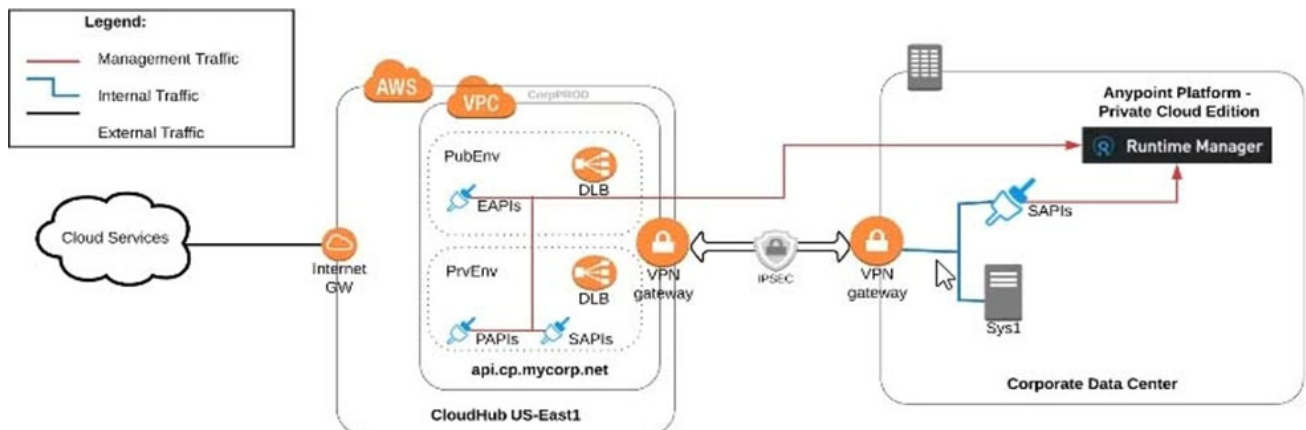 Legend:
Management Traffic
Internal Traffic
External Traffic
Cloud Services
Internet
GW
AWS
VPC
CorpPROD
PubEnv
DLB
EAPIs
PrvEnv
DLB
PAPIs
SAPIs
api.cp.mycorp.net
CloudHub US-East1
VPN
gateway
IPSEC
VPN
gateway
Anypoint Platform -
Private Cloud Edition
Runtime Manager
SAPIs
Sys1
Corporate Data Center